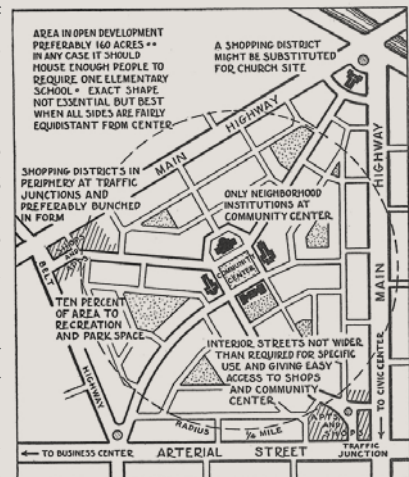 AREA IN OPEN DEVELOPMENT
PREFERABLY 160 ACRES ••
IN ANY CASE IT SHOULD
HOUSE ENOUGH PEOPLE TO
REQUIRE ONE ELEMENTARY
SCHOOL • EXACT SHAPE
NOT ESSENTIAL BUT BEST
WHEN ALL SIDES ARE FAIRLY
EQUIDISTANT FROM CENTER
A SHOPPING DISTRICT
MIGHT BE SUBSTITUTED
FOR CHURCH SITE
MAIN HIGHWAY
HIGHWAY
MAIN
SHOPPING DISTRICTS IN
PERIPHERY AT TRAFFIC
JUNCTIONS AND
PREFERABLY BUNCHED
IN FORM
ONLY NEIGHBORHOOD
INSTITUTIONS AT
COMMUNITY CENTER
SHOPS
AND
BELT
HIGHWAY
COMMUNITY
CENTER
TEN PERCENT
OF AREA TO
RECREATION
AND PARK SPACE
INTERIOR STREETS NOT WIDER
THAN REQUIRED FOR SPECIFIC
USE AND GIVING EASY
ACCESS TO SHOPS
AND COMMUNITY
CENTER
TO CIVIC CENTER
RADIUS ¼ MILE
APTS.
AND
SHOPS
TRAFFIC
JUNCTION
← TO BUSINESS CENTER
ARTERIAL STREET